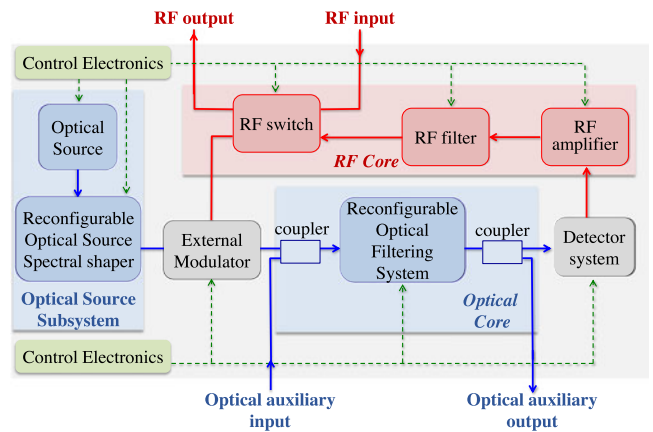 RF output
RF input
Control Electronics
Optical
Source
RF switch
RF filter
RF
amplifier
RF Core
Reconfigurable
Optical Source
Spectral shaper
External
Modulator
coupler
Reconfigurable
Optical
Filtering
System
coupler
Detector
system
Optical Source
Subsystem
Optical
Core
Control Electronics
Optical auxiliary
input
Optical auxiliary
output